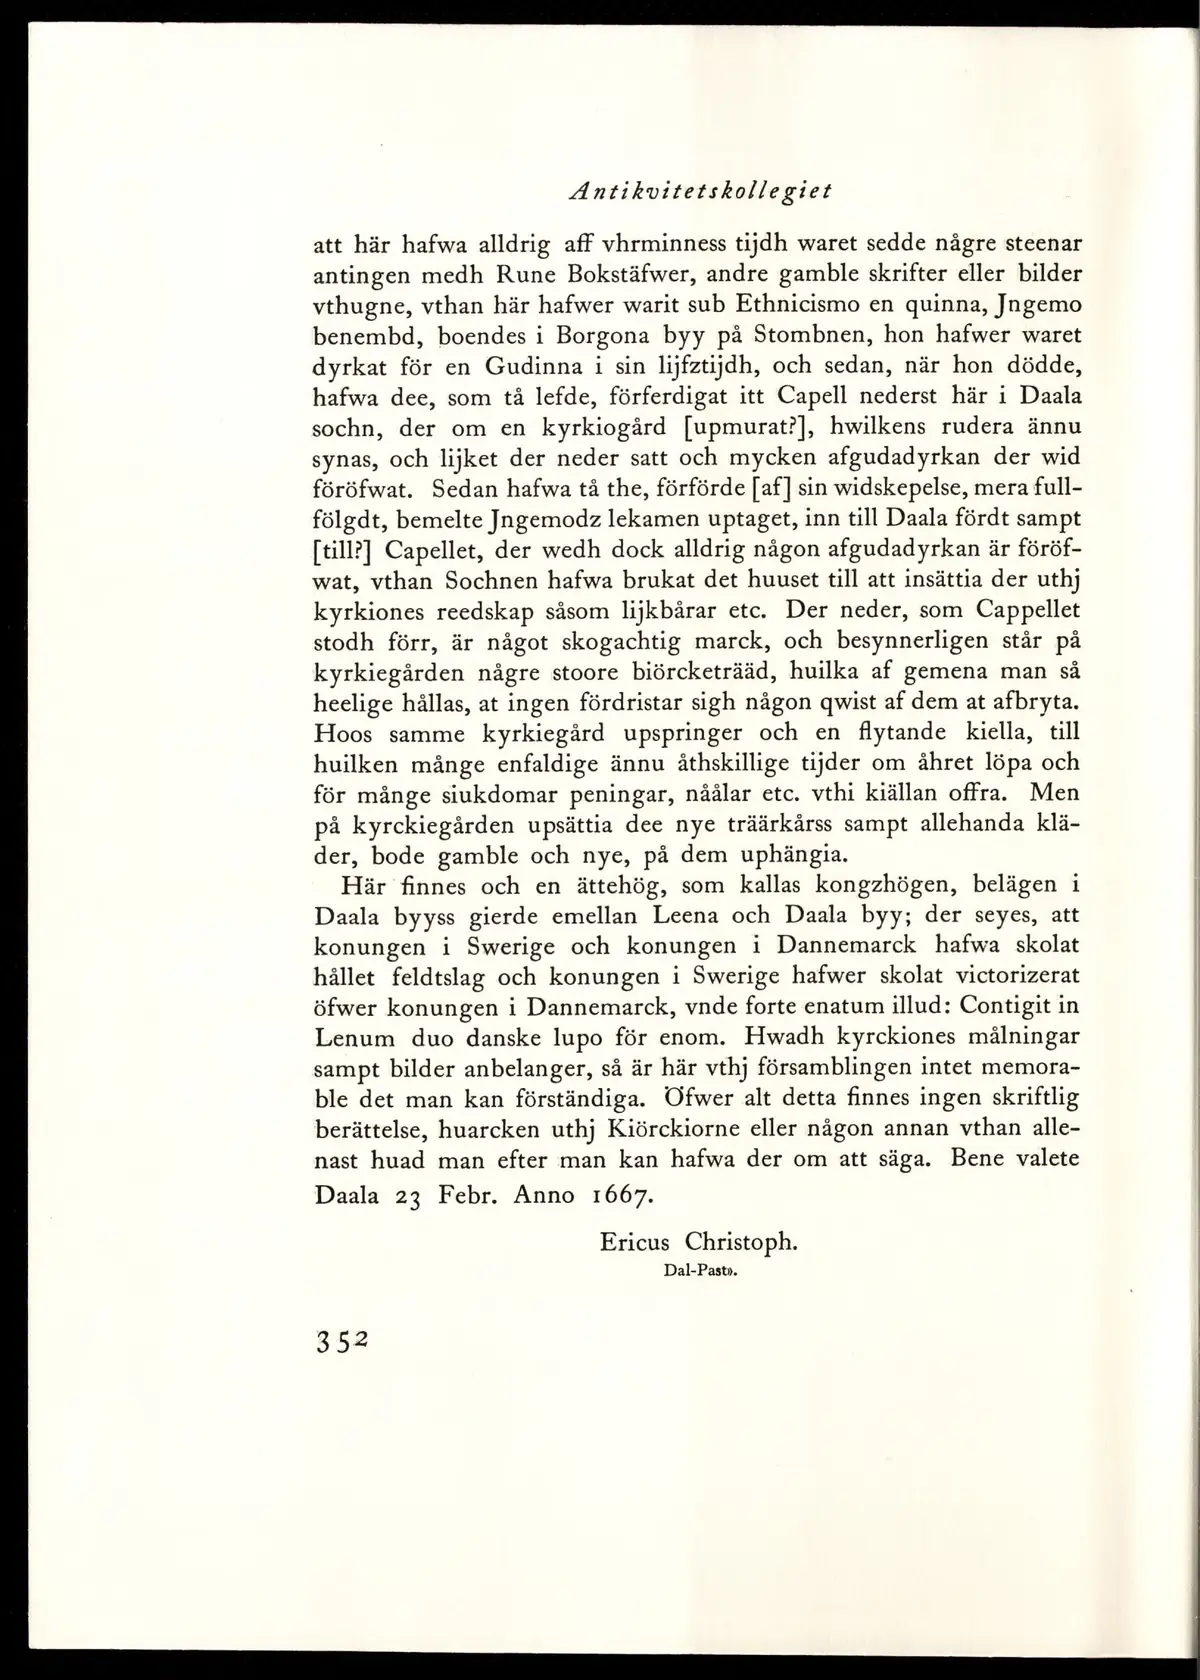 Antikvitetskollegiet
att här hafwa alldrig aff vhrminness tijdh waret sedde någre steenar
antingen medh Rune Bokstäfwer, andre gamble skrifter eller bilder
vthugne, vthan här hafwer warit sub Ethnicismo en quinna, Jngemo
benembd, boendes i Borgona byy på Stombnen, hon hafwer waret
dyrkat för en Gudinna i sin lijfztijdh, och sedan, när hon dödde,
hafwa dee, som tå lefde, förferdigat itt Capell nederst här i Daala
sochn, der om en kyrkiogård [upmurat?], hwilkens rudera ännu
synas, och lijket der neder satt och mycken afgudadyrkan der wid
föröfwat. Sedan hafwa tå the, förförde [af] sin widskepelse, mera full-
fölgdt, bemelte Jngemodz lekamen uptaget, inn till Daala fördt sampt
[till?] Capellet, der wedh dock alldrig någon afgudadyrkan är föröf-
wat, vthan Sochnen hafwa brukat det huuset till att insättia der uthj
kyrkiones reedskap såsom lijkbårar etc. Der neder, som Cappellet
stodh förr, är något skogachtig marck, och besynnerligen står på
kyrkiegården någre stoore biörcketrääd, huilka af gemena man så
heelige hållas, at ingen fördristar sigh någon qwist af dem at afbryta.
Hoos samme kyrkiegård upspringer och en flytande kiella, till
huilken månge enfaldige ännu åthskillige tijder om åhret löpa och
för månge siukdomar peningar, nåålar etc. vthi kiällan offra. Men
på kyrckiegården upsättia dee nye träärkårss sampt allehanda klä-
der, bode gamble och nye, på dem uphängia.
Här finnes och en ättehög, som kallas kongzhögen, belägen i
Daala byyss gierde emellan Leena och Daala byy; der seyes, att
konungen i Swerige och konungen i Dannemarck hafwa skolat
hållet feldtslag och konungen i Swerige hafwer skolat victorizerat
öfwer konungen i Dannemarck, vnde forte enatum illud: Contigit in
Lenum duo danske lupo för enom. Hwadh kyrckiones målningar
sampt bilder anbelanger, så är här vthj församblingen intet memora-
ble det man kan förständiga. Öfwer alt detta finnes ingen skriftlig
berättelse, huarcken uthj Kiörckiorne eller någon annan vthan alle-
nast huad man efter man kan hafwa der om att säga. Bene valete
Daala 23 Febr. Anno 1667.
Ericus Christoph.
Dal-Past».
352